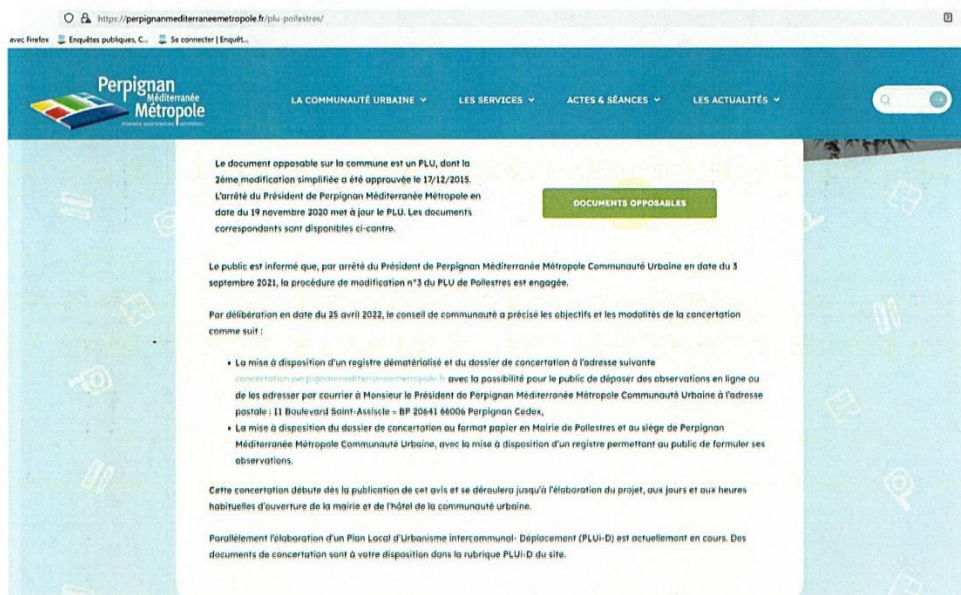 https://perpignanmediterraneemetropole.fr/plu-pollestres/
avec Firefox Enquêtes publiques, C... Se connecter | Enquêt...
Perpignan
Méditerranée
Métropole
LA COMMUNAUTÉ URBAINE LES SERVICES ACTES & SÉANCES LES ACTUALITÉS
Le document opposable sur la commune est un PLU, dont la
2ème modification simplifiée a été approuvée le 17/12/2015.
L'arrêté du Président de Perpignan Méditerranée Métropole en
date du 19 novembre 2020 met à jour le PLU. Les documents
correspondants sont disponibles ci-contre.
DOCUMENTS OPPOSABLES
Le public est informé que, par arrêté du Président de Perpignan Méditerranée Métropole Communauté Urbaine en date du 3
septembre 2021, la procédure de modification n°3 du PLU de Pollestres est engagée.
Par délibération en date du 25 avril 2022, le conseil de communauté a précisé les objectifs et les modalités de la concertation
comme suit :
• La mise à disposition d'un registre dématérialisé et du dossier de concertation à l'adresse suivante
concertation.perpignanmediterraneemetropole.fr avec la possibilité pour le public de déposer des observations en ligne ou
de les adresser par courrier à Monsieur le Président de Perpignan Méditerranée Métropole Communauté Urbaine à l'adresse
postale : 11 Boulevard Saint-Assiscle - BP 20641 66006 Perpignan Cedex,
• La mise à disposition du dossier de concertation au format papier en Mairie de Pollestres et au siège de Perpignan
Méditerranée Métropole Communauté Urbaine, avec la mise à disposition d'un registre permettant au public de formuler ses
observations.
Cette concertation débute dès la publication de cet avis et se déroulera jusqu'à l'élaboration du projet, aux jours et aux heures
habituelles d'ouverture de la mairie et de l'hôtel de la communauté urbaine.
Parallèlement l'élaboration d'un Plan Local d'Urbanisme intercommunal- Déplacement (PLUi-D) est actuellement en cours. Des
documents de concertation sont à votre disposition dans la rubrique PLUi-D du site.